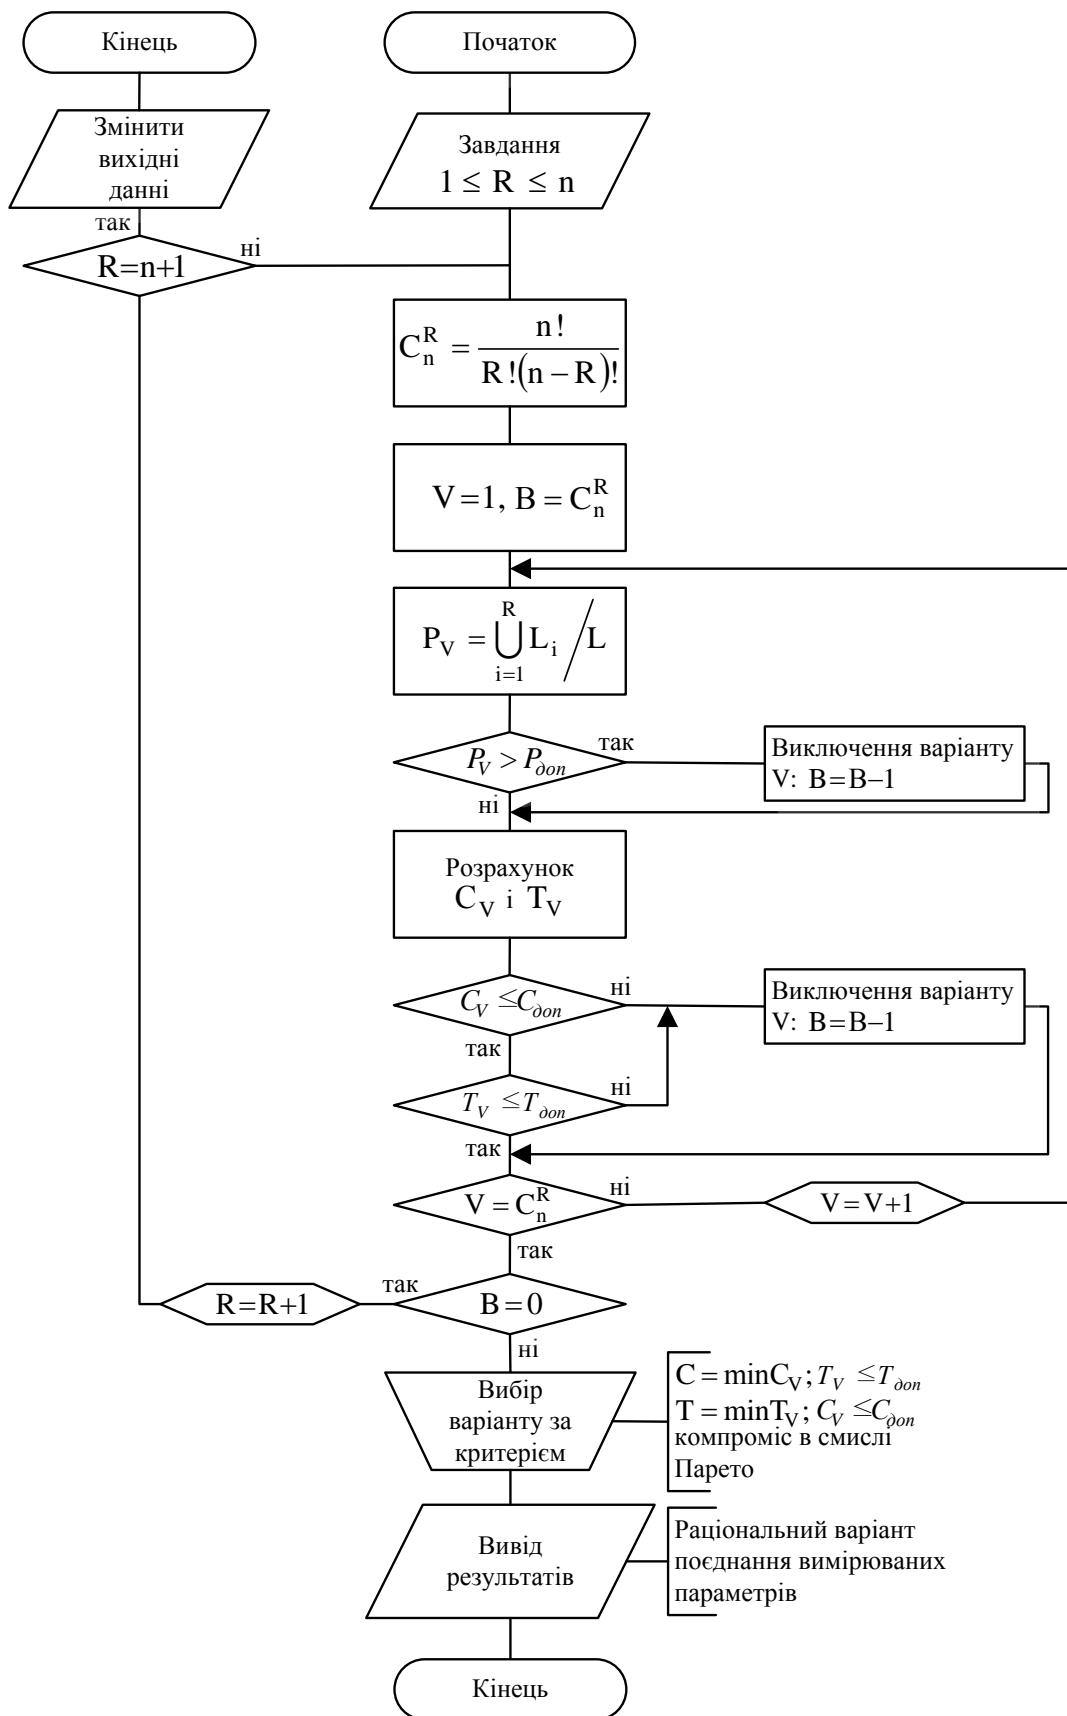 Кінець
Початок
Змінити
вихідні
данні
Завдання
1 ≤ R ≤ n
так
R=n+1
ні
C_n^R = n! / R!(n − R)!
V=1, B = C_n^R
P_V = ⋃_{i=1}^{R} L_i / L
P_V > P_доп
так
ні
Виключення варіанту
V: B=B−1
Розрахунок
C_V і T_V
C_V ≤ C_доп
ні
так
Виключення варіанту
V: B=B−1
T_V ≤ T_доп
ні
так
V = C_n^R
ні
V=V+1
так
R=R+1
так
B=0
ні
Вибір
варіанту за
критерієм
C = minC_V; T_V ≤ T_доп
T = minT_V; C_V ≤ C_доп
компроміс в смислі
Парето
Вивід
результатів
Раціональний варіант
поєднання вимірюваних
параметрів
Кінець